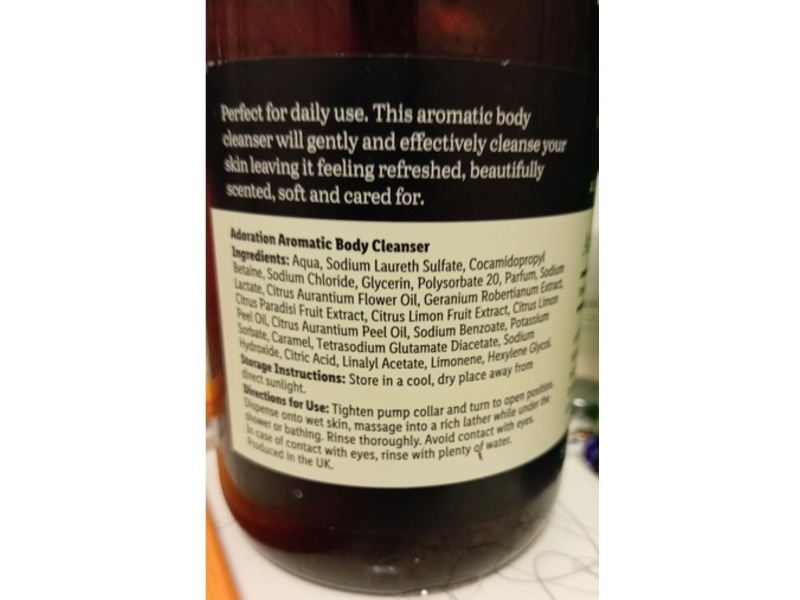 Perfect for daily use. This aromatic body
cleanser will gently and effectively cleanse your
skin leaving it feeling refreshed, beautifully
scented, soft and cared for.
Adoration Aromatic Body Cleanser
Ingredients: Aqua, Sodium Laureth Sulfate, Cocamidopropyl
Betaine, Sodium Chloride, Glycerin, Polysorbate 20, Parfum, Sodium
Lactate, Citrus Aurantium Flower Oil, Geranium Robertianum Extract,
Citrus Paradisi Fruit Extract, Citrus Limon Fruit Extract, Citrus Limon
Peel Oil, Citrus Aurantium Peel Oil, Sodium Benzoate, Potassium
Sorbate, Caramel, Tetrasodium Glutamate Diacetate, Sodium
Hydroxide, Citric Acid, Linalyl Acetate, Limonene, Hexylene Glycol.
Storage Instructions: Store in a cool, dry place away from
direct sunlight.
Directions for Use: Tighten pump collar and turn to open position.
Dispense onto wet skin, massage into a rich lather while under the
shower or bathing. Rinse thoroughly. Avoid contact with eyes.
In case of contact with eyes, rinse with plenty of water.
Produced in the UK.